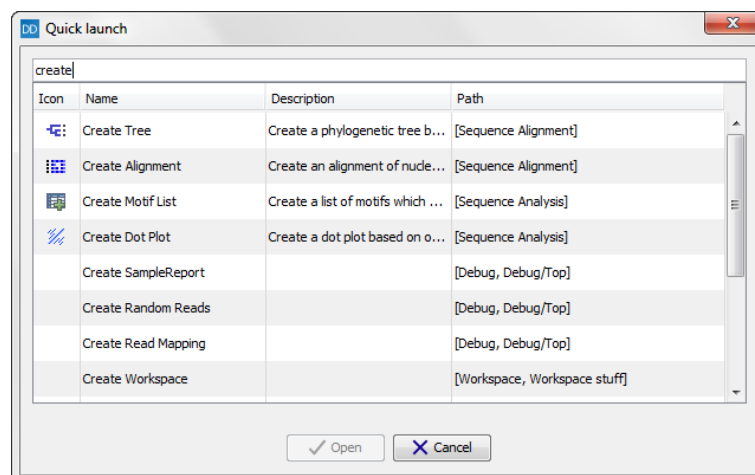 DD Quick launch
create
Icon Name Description Path
Create Tree Create a phylogenetic tree b... [Sequence Alignment]
Create Alignment Create an alignment of nucle... [Sequence Alignment]
Create Motif List Create a list of motifs which ... [Sequence Analysis]
Create Dot Plot Create a dot plot based on o... [Sequence Analysis]
Create SampleReport [Debug, Debug/Top]
Create Random Reads [Debug, Debug/Top]
Create Read Mapping [Debug, Debug/Top]
Create Workspace [Workspace, Workspace stuff]
Open Cancel